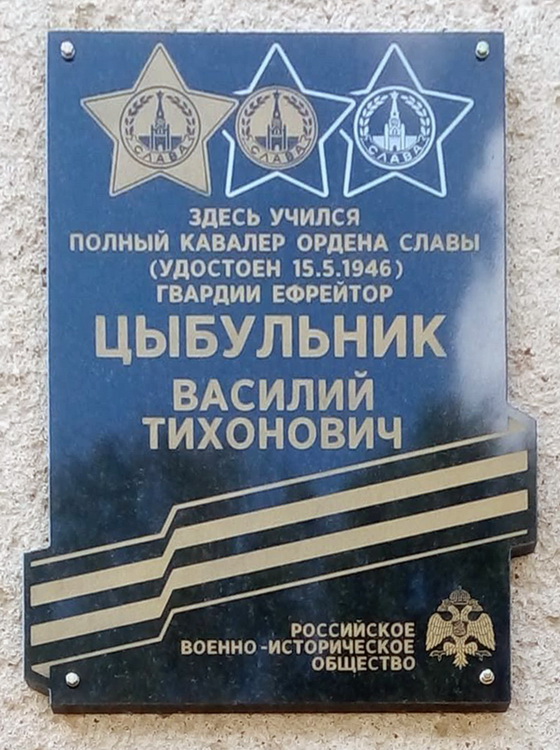 СЛАВА СЛАВА СЛАВА
ЗДЕСЬ УЧИЛСЯ
ПОЛНЫЙ КАВАЛЕР ОРДЕНА СЛАВЫ
(УДОСТОЕН 15.5.1946)
ГВАРДИИ ЕФРЕЙТОР
ЦЫБУЛЬНИК
ВАСИЛИЙ
ТИХОНОВИЧ
РОССИЙСКОЕ
ВОЕННО-ИСТОРИЧЕСКОЕ
ОБЩЕСТВО